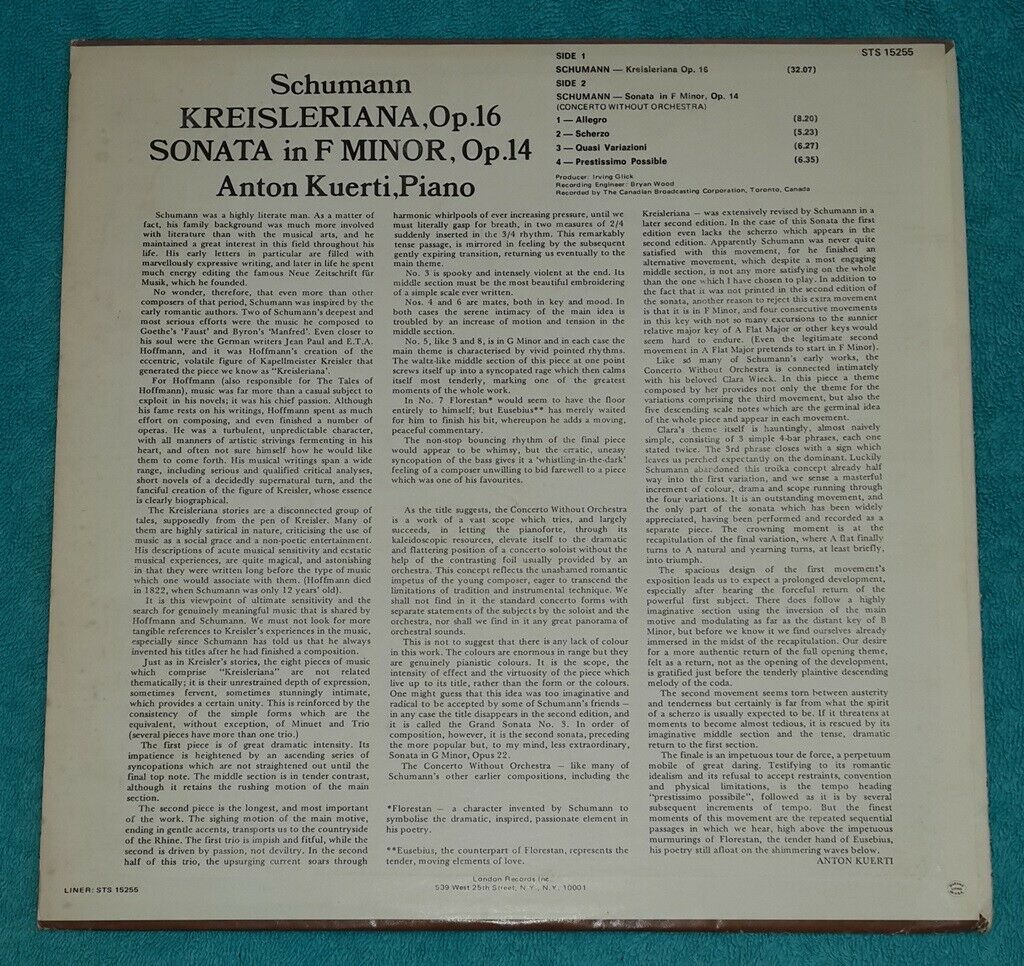 Schumann
KREISLERIANA,Op.16
SONATA in F MINOR, Op.14
Anton Kuerti,Piano
STS 15255
SIDE 1
SCHUMANN — Kreisleriana Op. 16 (32.07)
SIDE 2
SCHUMANN — Sonata in F Minor, Op. 14
(CONCERTO WITHOUT ORCHESTRA)
1 — Allegro (8.20)
2 — Scherzo (5.23)
3 — Quasi Variazioni (6.27)
4 — Prestissimo Possible (6.35)
Producer: Irving Glick
Recording Engineer: Bryan Wood
Recorded by The Canadian Broadcasting Corporation, Toronto, Canada
Schumann was a highly literate man. As a matter of
fact, his family background was much more involved
with literature than with the musical arts, and he
maintained a great interest in this field throughout his
life. His early letters in particular are filled with
marvellously expressive writing, and later in life he spent
much energy editing the famous Neue Zeitschrift für
Musik, which he founded.
No wonder, therefore, that even more than other
composers of that period, Schumann was inspired by the
early romantic authors. Two of Schumann's deepest and
most serious efforts were the music he composed to
Goethe's 'Faust' and Byron's 'Manfred'. Even closer to
his soul were the German writers Jean Paul and E.T.A.
Hoffmann, and it was Hoffmann's creation of the
eccentric, volatile figure of Kapellmeister Kreisler that
generated the piece we know as "Kreisleriana'.
For Hoffmann (also responsible for The Tales of
Hoffmann), music was far more than a casual subject to
exploit in his novels; it was his chief passion. Although
his fame rests on his writings, Hoffmann spent as much
effort on composing, and even finished a number of
operas. He was a turbulent, unpredictable character,
with all manners of artistic strivings fermenting in his
heart, and often not sure himself how he would like
them to come forth. His musical writings span a wide
range, including serious and qualified critical analyses,
short novels of a decidedly supernatural turn, and the
fanciful creation of the figure of Kreisler, whose essence
is clearly biographical.
The Kreisleriana stories are a disconnected group of
tales, supposedly from the pen of Kreisler. Many of
them are highly satirical in nature, criticising the use of
music as a social grace and a non-poetic entertainment.
His descriptions of acute musical sensitivity and ecstatic
musical experiences, are quite magical, and astonishing
in that they were written long before the type of music
which one would associate with them. (Hoffmann died
in 1822, when Schumann was only 12 years' old).
It is this viewpoint of ultimate sensitivity and the
search for genuinely meaningful music that is shared by
Hoffmann and Schumann. We must not look for more
tangible references to Kreisler's experiences in the music,
especially since Schumann has told us that he always
invented his titles after he had finished a composition.
Just as in Kreisler's stories, the eight pieces of music
which comprise "Kreisleriana" are not related
thematically; it is their unrestrained depth of expression,
sometimes fervent, sometimes stunningly intimate,
which provides a certain unity. This is reinforced by the
consistency of the simple forms which are the
equivalent, without exception, of Minuet and Trio
(several pieces have more than one trio.)
The first piece is of great dramatic intensity. Its
impatience is heightened by an ascending series of
syncopations which are not straightened out until the
final top note. The middle section is in tender contrast,
although it retains the rushing motion of the main
section.
The second piece is the longest, and most important
of the work. The sighing motion of the main motive,
ending in gentle accents, transports us to the countryside
of the Rhine. The first trio is impish and fitful, while the
second is driven by passion, not deviltry. In the second
half of this trio, the upsurging current soars through
harmonic whirlpools of ever increasing pressure, until we
must literally gasp for breath, in two measures of 2/4
suddenly inserted in the 3/4 rhythm. This remarkably
tense passage, is mirrored in feeling by the subsequent
gently expiring transition, returning us eventually to the
main theme.
No. 3 is spooky and intensely violent at the end. Its
middle section must be the most beautiful embroidering
of a simple scale ever written.
Nos. 4 and 6 are mates, both in key and mood. In
both cases the serene intimacy of the main idea is
troubled by an increase of motion and tension in the
middle section.
No. 5, like 3 and 8, is in G Minor and in each case the
main theme is characterised by vivid pointed rhythms.
The waltz-like middle section of this piece at one point
screws itself up into a syncopated rage which then calms
itself most tenderly, marking one of the greatest
moments of the whole work.
In No. 7 Florestan* would seem to have the floor
entirely to himself; but Eusebius** has merely waited
for him to finish his bit, whereupon he adds a moving,
peaceful commentary.
The non-stop bouncing rhythm of the final piece
would appear to be whimsy, but the erratic, uneasy
syncopation of the bass gives it a 'whistling-in-the-dark'
feeling of a composer unwilling to bid farewell to a piece
which was one of his favourites.
As the title suggests, the Concerto Without Orchestra
is a work of a vast scope which tries, and largely
succeeds, in letting the pianoforte, through its
kaleidoscopic resources, elevate itself to the dramatic
and flattering position of a concerto soloist without the
help of the contrasting foil usually provided by an
orchestra. This concept reflects the unashamed romantic
impetus of the young composer, eager to transcend the
limitations of tradition and instrumental technique. We
shall not find in it the standard concerto forms with
separate statements of the subjects by the soloist and the
orchestra, nor shall we find in it any great panorama of
orchestral sounds.
This is not to suggest that there is any lack of colour
in this work. The colours are enormous in range but they
are genuinely pianistic colours. It is the scope, the
intensity of effect and the virtuosity of the piece which
live up to its title, rather than the form or the colours.
One might guess that this idea was too imaginative and
radical to be accepted by some of Schumann's friends —
in any case the title disappears in the second edition, and
it is called the Grand Sonata No. 3. In order of
composition, however, it is the second sonata, preceding
the more popular but, to my mind, less extraordinary,
Sonata in G Minor, Opus 22.
The Concerto Without Orchestra — like many of
Schumann's other earlier compositions, including the
*Florestan — a character invented by Schumann to
symbolise the dramatic, inspired, passionate element in
his poetry.
**Eusebius, the counterpart of Florestan, represents the
tender, moving elements of love.
Kreisleriana — was extensively revised by Schumann in a
later second edition. In the case of this Sonata the first
edition even lacks the scherzo which appears in the
second edition. Apparently Schumann was never quite
satisfied with this movement, for he finished an
alternative movement, which despite a most engaging
middle section, is not any more satisfying on the whole
than the one which I have chosen to play. In addition to
the fact that it was not printed in the second edition of
the sonata, another reason to reject this extra movement
is that it is in F Minor, and four consecutive movements
in this key with not so many excursions to the sannier
relative major key of A Flat Major or other keys would
seem hard to endure. (Even the legitimate second
movement in A Flat Major pretends to start in F Minor).
Like so many of Schumann's early works, the
Concerto Without Orchestra is connected intimately
with his beloved Clara Wieck. In this piece a theme
composed by her provides not only the theme for the
variations comprising the third movement, but also the
five descending scale notes which are the germinal idea
of the whole piece and appear in each movement.
Clara's theme itself is hauntingly, almost naively
simple, consisting of 3 simple 4-bar phrases, each one
stated twice. The 3rd phrase closes with a sign which
leaves us perched expectantly on the dominant. Luckily
Schumann abandoned this troika concept already half
way into the first variation, and we sense a masterful
increment of colour, drama and scope running through
the four variations. It is an outstanding movement, and
the only part of the sonata which has been widely
appreciated, having been performed and recorded as a
separate piece. The crowning moment is at the
recapitulation of the final variation, where A flat finally
turns to A natural and yearning turns, at least briefly,
into triumph.
The spacious design of the first movement's
exposition leads us to expect a prolonged development,
especially after hearing the forceful return of the
powerful first subject. There does follow a highly
imaginative section using the inversion of the main
motive and modulating as far as the distant key of B
Minor, but before we know it we find ourselves already
immersed in the midst of the recapitulation. Our desire
for a more authentic return of the full opening theme,
felt as a return, not as the opening of the development,
is gratified just before the tenderly plaintive descending
melody of the coda.
The second movement seems torn between austerity
and tenderness but certainly is far from what the spirit
of a scherzo is usually expected to be. If it threatens at
moments to become almost tedious, it is rescued by its
imaginative middle section and the tense, dramatic
return to the first section.
The finale is an impetuous tour de force, a perpetuum
mobile of great daring. Testifying to its romantic
idealism and its refusal to accept restraints, convention
and physical limitations, is the tempo heading
"prestissimo possibile", followed as it is by several
subsequent increments of tempo. But the finest
moments of this movement are the repeated sequential
passages in which we hear, high above the impetuous
murmurings of Florestan, the tender hand of Eusebius,
his poetry still afloat on the shimmering waves below.
ANTON KUERTI
LINER: STS 15255
London Records Inc.
539 West 25th Street, N.Y., N.Y. 10001